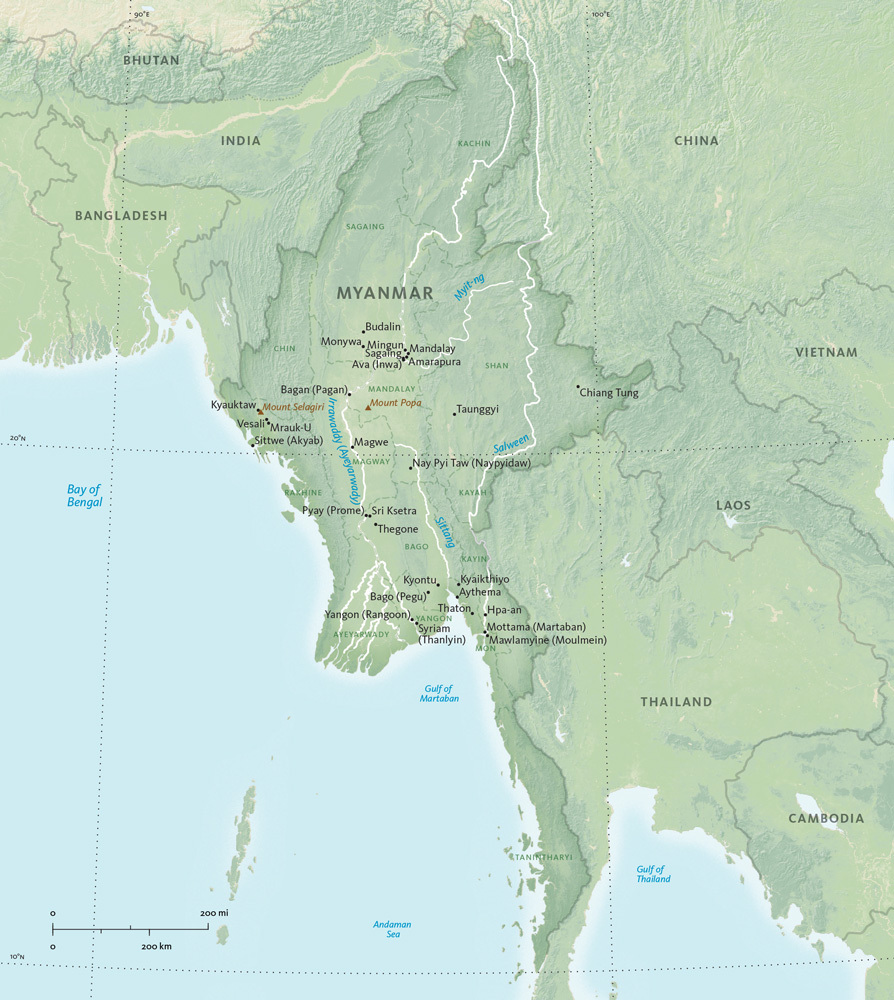 90°E
100°E
BHUTAN
INDIA
CHINA
KACHIN
BANGLADESH
SAGAING
MYANMAR
Myit-ng
Budalin
Monywa
Mingun
Mandalay
Sagaing
Ava (Inwa)
Amarapura
CHIN
SHAN
VIETNAM
Bagan (Pagan)
MANDALAY
Chiang Tung
Kyauktaw
Mount Selagiri
Mount Popa
Taunggyi
Vesali
Mrauk-U
Irrawaddy (Ayeyarwady)
Sittwe (Akyab)
Magwe
Salween
20°N
MAGWAY
Nay Pyi Taw (Naypyidaw)
Bay of
Bengal
RAKHINE
KAYAH
LAOS
Pyay (Prome)
Sri Ksetra
Thegone
Sittang
BAGO
KAYIN
Kyontu
Kyaikthiyo
Bago (Pegu)
Aythema
Thaton
Hpa-an
Yangon (Rangoon)
YANGON
Syriam
(Thanlyin)
Mottama (Martaban)
AYEYARWADY
Mawlamyine (Moulmein)
MON
Gulf of
Martaban
THAILAND
CAMBODIA
TANINTHARYI
Gulf of
Thailand
0
200 mi
Andaman
Sea
0
200 km
10°N